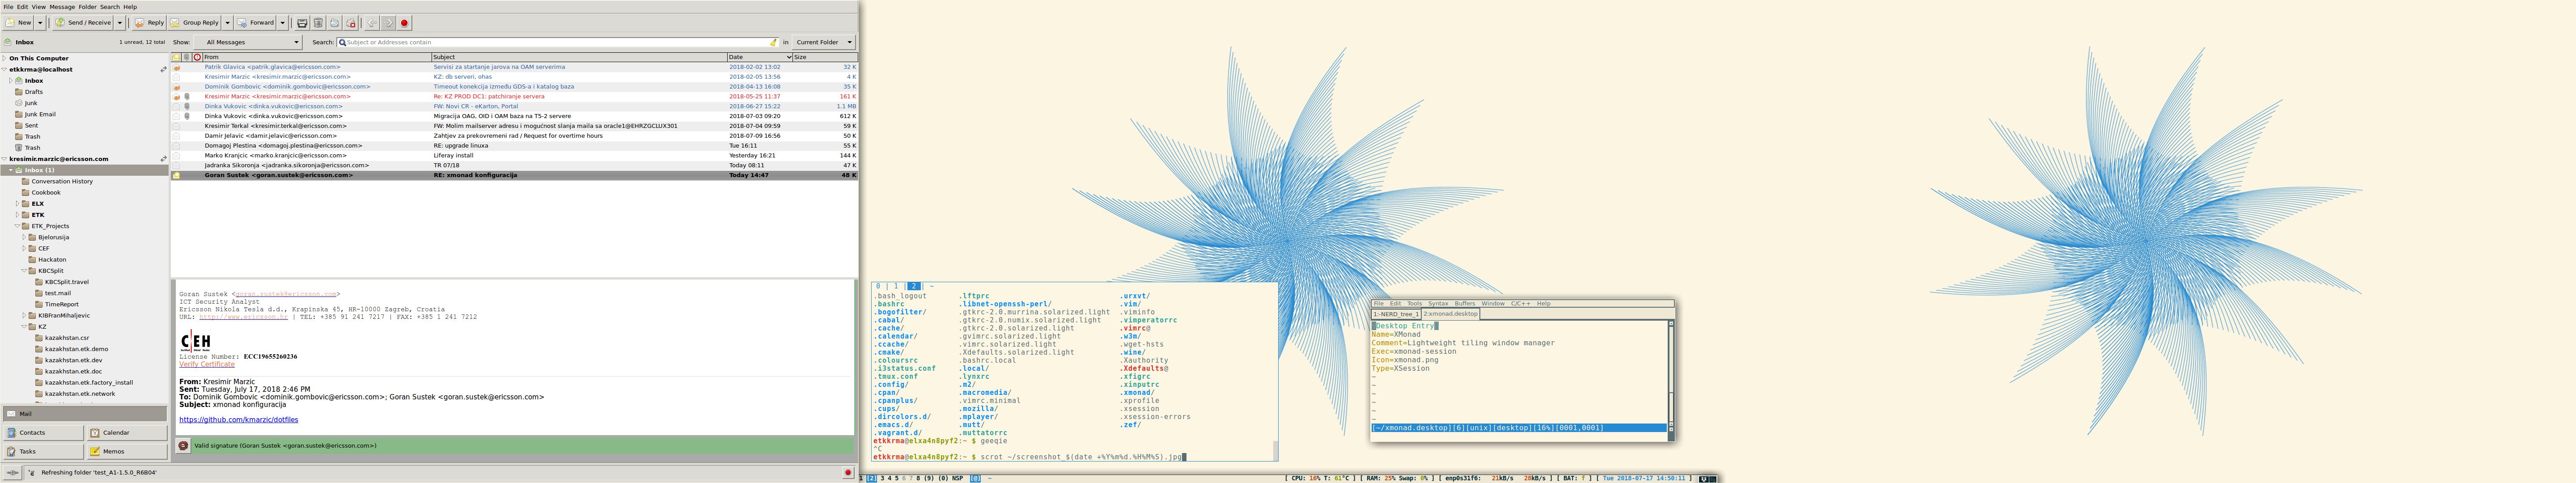 File Edit View Message Folder Search Help
New Send / Receive Reply Group Reply Forward
Inbox 1 unread, 12 total Show: All Messages Search: Subject or Addresses contain in Current Folder
On This Computer
etkkrma@localhost
Inbox
Drafts
Junk
Junk Email
Sent
Trash
Trash
kresimir.marzic@ericsson.com
Inbox (1)
Conversation History
Cookbook
ELX
ETK
ETK_Projects
Bjelorusija
CEF
Hackaton
KBCSplit
KBCSplit.travel
test.mail
TimeReport
KIBFranMihaljevic
KZ
kazakhstan.csr
kazakhstan.etk.demo
kazakhstan.etk.dev
kazakhstan.etk.doc
kazakhstan.etk.factory_install
kazakhstan.etk.network
Mail
Contacts Calendar
Tasks Memos
Refreshing folder 'test_A1-1.5.0_R6B04'
From Subject Date Size
Patrik Glavica <patrik.glavica@ericsson.com> Servisi za startanje jarova na OAM serverima 2018-02-02 13:02 32 K
Kresimir Marzic <kresimir.marzic@ericsson.com> KZ: db serveri, ohas 2018-02-05 13:56 4 K
Dominik Gombovic <dominik.gombovic@ericsson.com> Timeout konekcija između GDS-a i katalog baza 2018-04-13 16:08 35 K
Kresimir Marzic <kresimir.marzic@ericsson.com> Re: KZ PROD DC1: patchiranje servera 2018-05-25 11:37 161 K
Dinka Vukovic <dinka.vukovic@ericsson.com> FW: Novi CR - eKarton, Portal 2018-06-27 15:22 1.1 MB
Dinka Vukovic <dinka.vukovic@ericsson.com> Migracija OAG, OID i OAM baza na T5-2 servere 2018-07-03 09:20 612 K
Kresimir Terkal <kresimir.terkal@ericsson.com> FW: Molim mailserver adresu i mogućnost slanja maila sa oracle1@EHRZGCLUX301 2018-07-04 09:59 59 K
Damir Jelavic <damir.jelavic@ericsson.com> Zahtjev za prekovremeni rad / Request for overtime hours 2018-07-09 16:56 50 K
Domagoj Plestina <domagoj.plestina@ericsson.com> RE: upgrade linuxa Tue 16:11 55 K
Marko Kranjcic <marko.kranjcic@ericsson.com> Liferay install Yesterday 16:21 144 K
Jadranka Sikoronja <jadranka.sikoronja@ericsson.com> TR 07/18 Today 08:11 47 K
Goran Sustek <goran.sustek@ericsson.com> RE: xmonad konfiguracija Today 14:47 48 K
Goran Sustek <goran.sustek@ericsson.com>
ICT Security Analyst
Ericsson Nikola Tesla d.d., Krapinska 45, HR-10000 Zagreb, Croatia
URL: http://www.ericsson.hr | TEL: +385 91 241 7217 | FAX: +385 1 241 7212
CEH
License Number: ECC19655260236
Verify Certificate
From: Kresimir Marzic
Sent: Tuesday, July 17, 2018 2:46 PM
To: Dominik Gombovic <dominik.gombovic@ericsson.com>; Goran Sustek <goran.sustek@ericsson.com>
Subject: xmonad konfiguracija
https://github.com/kmarzic/dotfiles
Valid signature (Goran Sustek <goran.sustek@ericsson.com>)
0 | 1 | 2 ~
.bash_logout .lftprc .urxvt/
.bashrc .libnet-openssh-perl/ .vim/
.bogofilter/ .gtkrc-2.0.murrina.solarized.light .viminfo
.cabal/ .gtkrc-2.0.numix.solarized.light .vimperatorrc
.cache/ .gtkrc-2.0.solarized.light .vimrc@
.calendar/ .gvimrc.solarized.light .w3m/
.ccache/ .vimrc.solarized.light .wget-hsts
.cmake/ .Xdefaults.solarized.light .wine/
.coloursrc .bashrc.local .Xauthority
.i3status.conf .local/ .Xdefaults@
.tmux.conf .lynxrc .xfigrc
.config/ .m2/ .xinputrc
.cpan/ .macromedia/ .xmonad/
.cpanplus/ .vimrc.minimal .xprofile
.cups/ .mozilla/ .xsession
.dircolors.d/ .mplayer/ .xsession-errors
.emacs.d/ .mutt/ .zef/
.vagrant.d/ .muttatorrc
etkkrma@elxa4n8pyf2:~ $ geeqie
^C
etkkrma@elxa4n8pyf2:~ $ scrot ~/screenshot_$(date +%Y%m%d.%H%M%S).jpg
File Edit Tools Syntax Buffers Window C/C++ Help
1:-NERD_tree_1 2:xmonad.desktop
[Desktop Entry]
Name=XMonad
Comment=Lightweight tiling window manager
Exec=xmonad-session
Icon=xmonad.png
Type=XSession
~
~
~
~
~
~
[~/xmonad.desktop][6][unix][desktop][16%][0001,0001]
1 [2] 3 4 5 6 7 8 (9) (0) NSP [@] ~ [ CPU: 10% T: 61°C ] [ RAM: 25% Swap: 0% ] [ enp0s31f6: 21kB/s 28kB/s ] [ BAT: f ] [ Tue 2018-07-17 14:50:11 ]